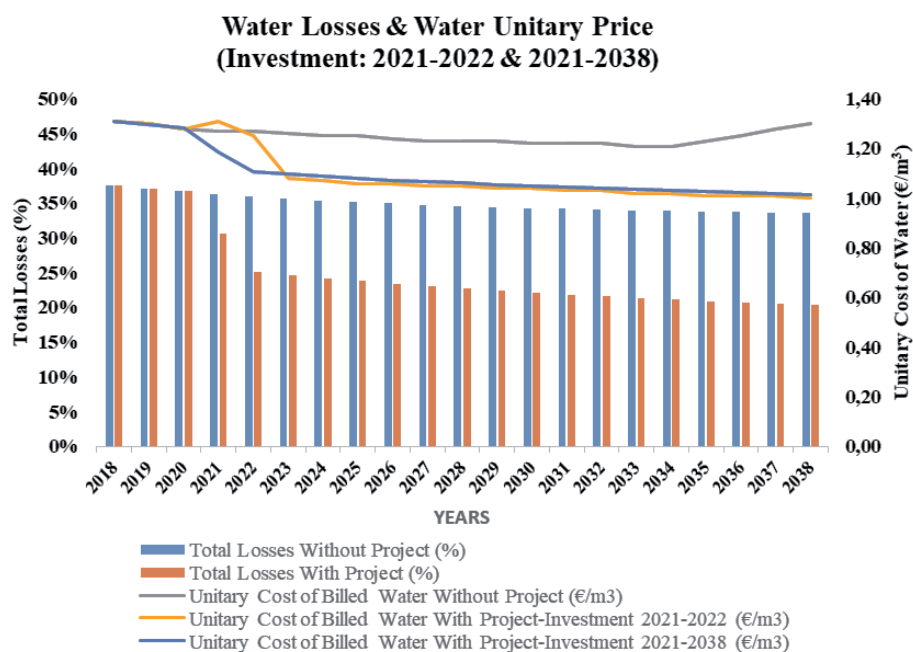 Water Losses & Water Unitary Price
(Investment: 2021-2022 & 2021-2038)
50%
45%
40%
35%
30%
25%
20%
15%
10%
5%
0%
Total Losses (%)
1,40
1,20
1,00
0,80
0,60
0,40
0,20
0,00
Unitary Cost of Water (€/m³)
2018 2019 2020 2021 2022 2023 2024 2025 2026 2027 2028 2029 2030 2031 2032 2033 2034 2035 2036 2037 2038
YEARS
Total Losses Without Project (%)
Total Losses With Project (%)
Unitary Cost of Billed Water Without Project (€/m3)
Unitary Cost of Billed Water With Project-Investment 2021-2022 (€/m3)
Unitary Cost of Billed Water With Project-Investment 2021-2038 (€/m3)